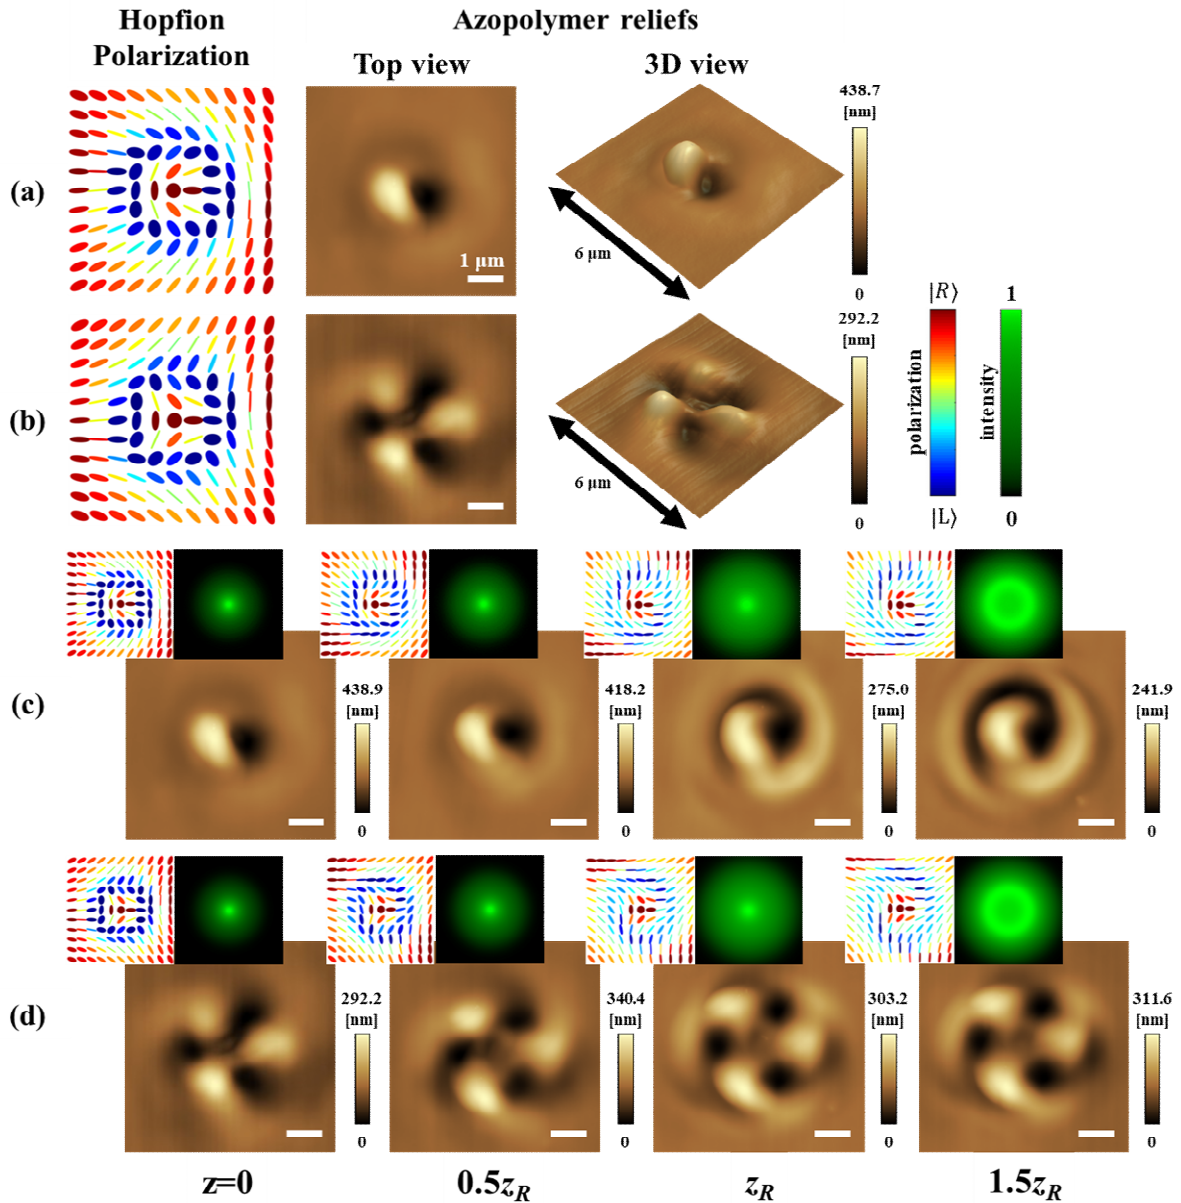 Hopfion
Polarization
Azopolymer reliefs
Top view
3D view
(a)
1 μm
6 μm
438.7
[nm]
0
(b)
6 μm
292.2
[nm]
0
|R⟩
polarization
|L⟩
1
intensity
0
(c)
438.9
[nm]
0
418.2
[nm]
0
275.0
[nm]
0
241.9
[nm]
0
(d)
292.2
[nm]
0
340.4
[nm]
0
303.2
[nm]
0
311.6
[nm]
0
z=0
0.5z_R
z_R
1.5z_R